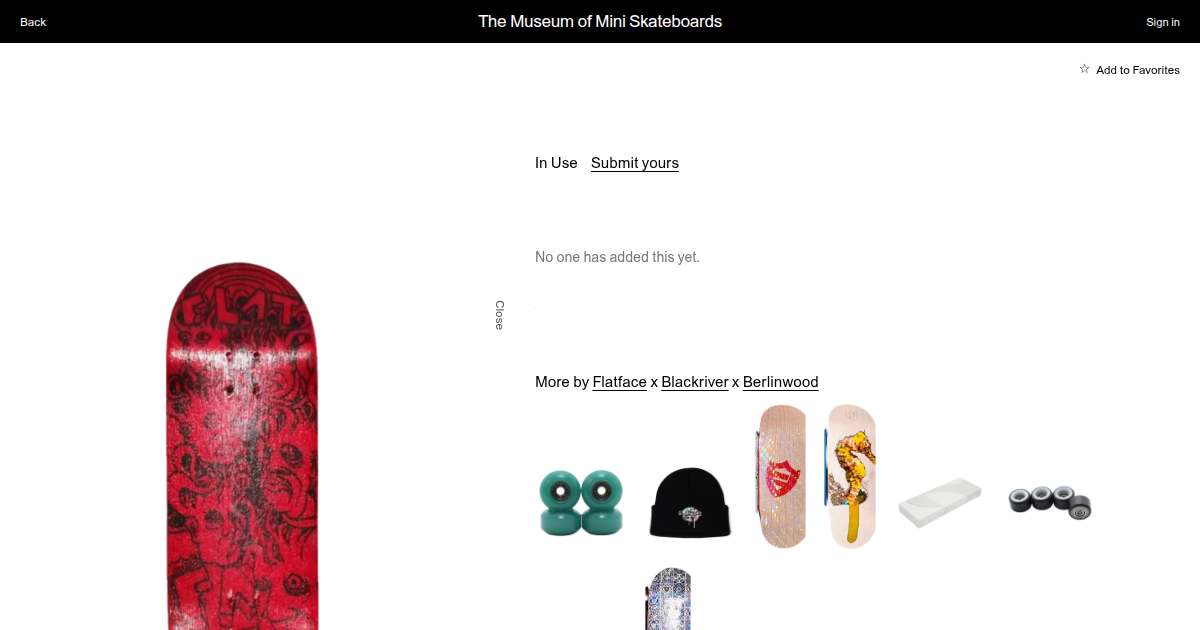 Back
The Museum of Mini Skateboards
Sign in
☆ Add to Favorites
In Use Submit yours
No one has added this yet.
Close
More by Flatface x Blackriver x Berlinwood
FLAT